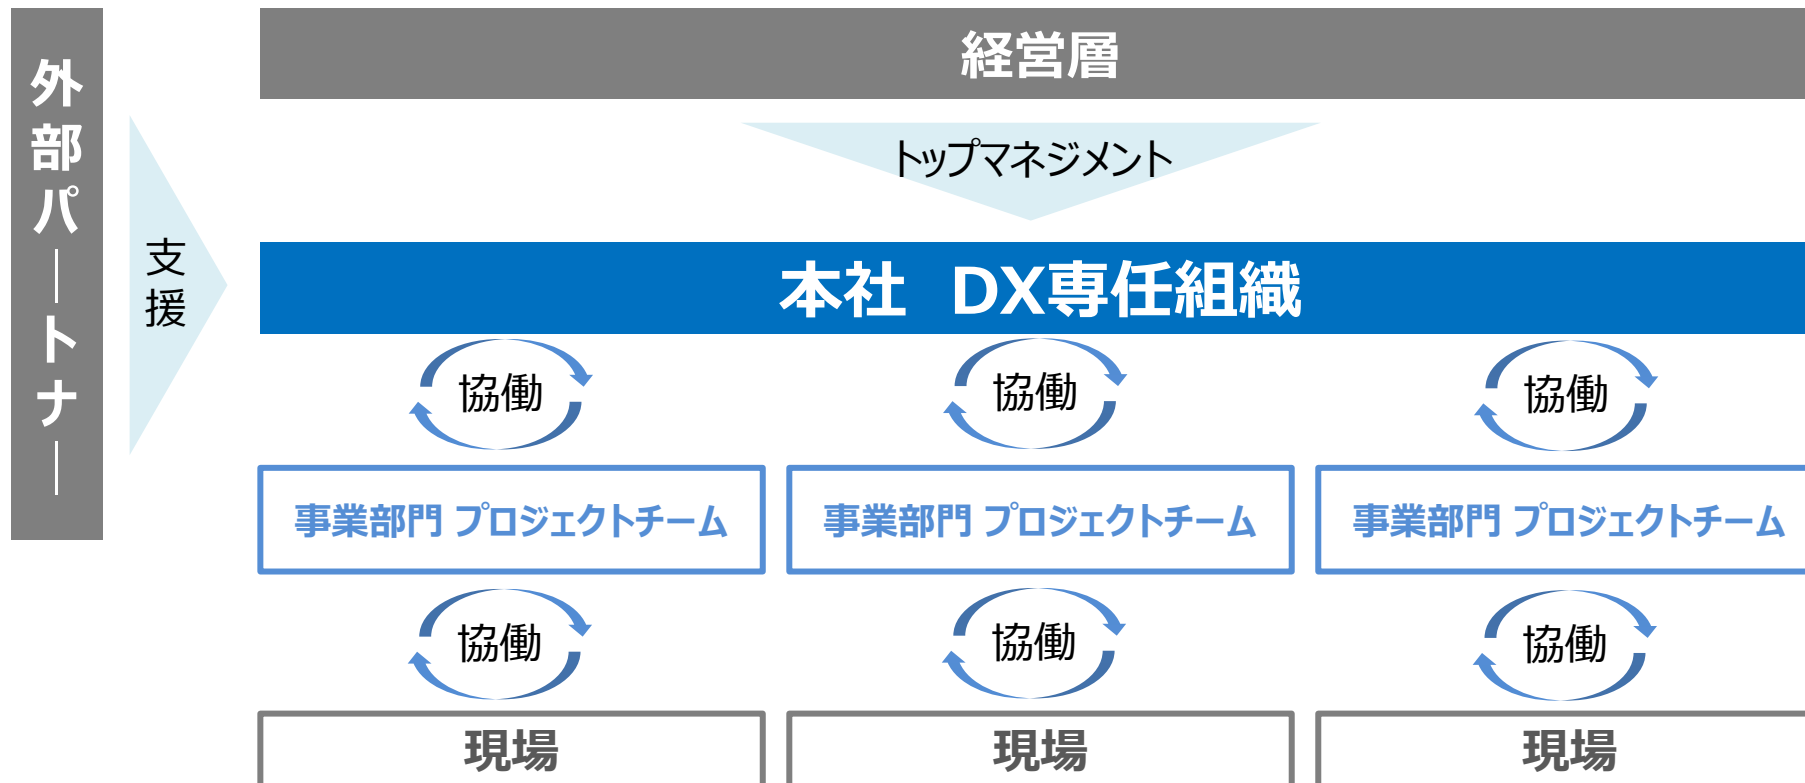 外部パートナー
支援
経営層
トップマネジメント
本社　DX専任組織
協働
協働
協働
事業部門 プロジェクトチーム
事業部門 プロジェクトチーム
事業部門 プロジェクトチーム
協働
協働
協働
現場
現場
現場